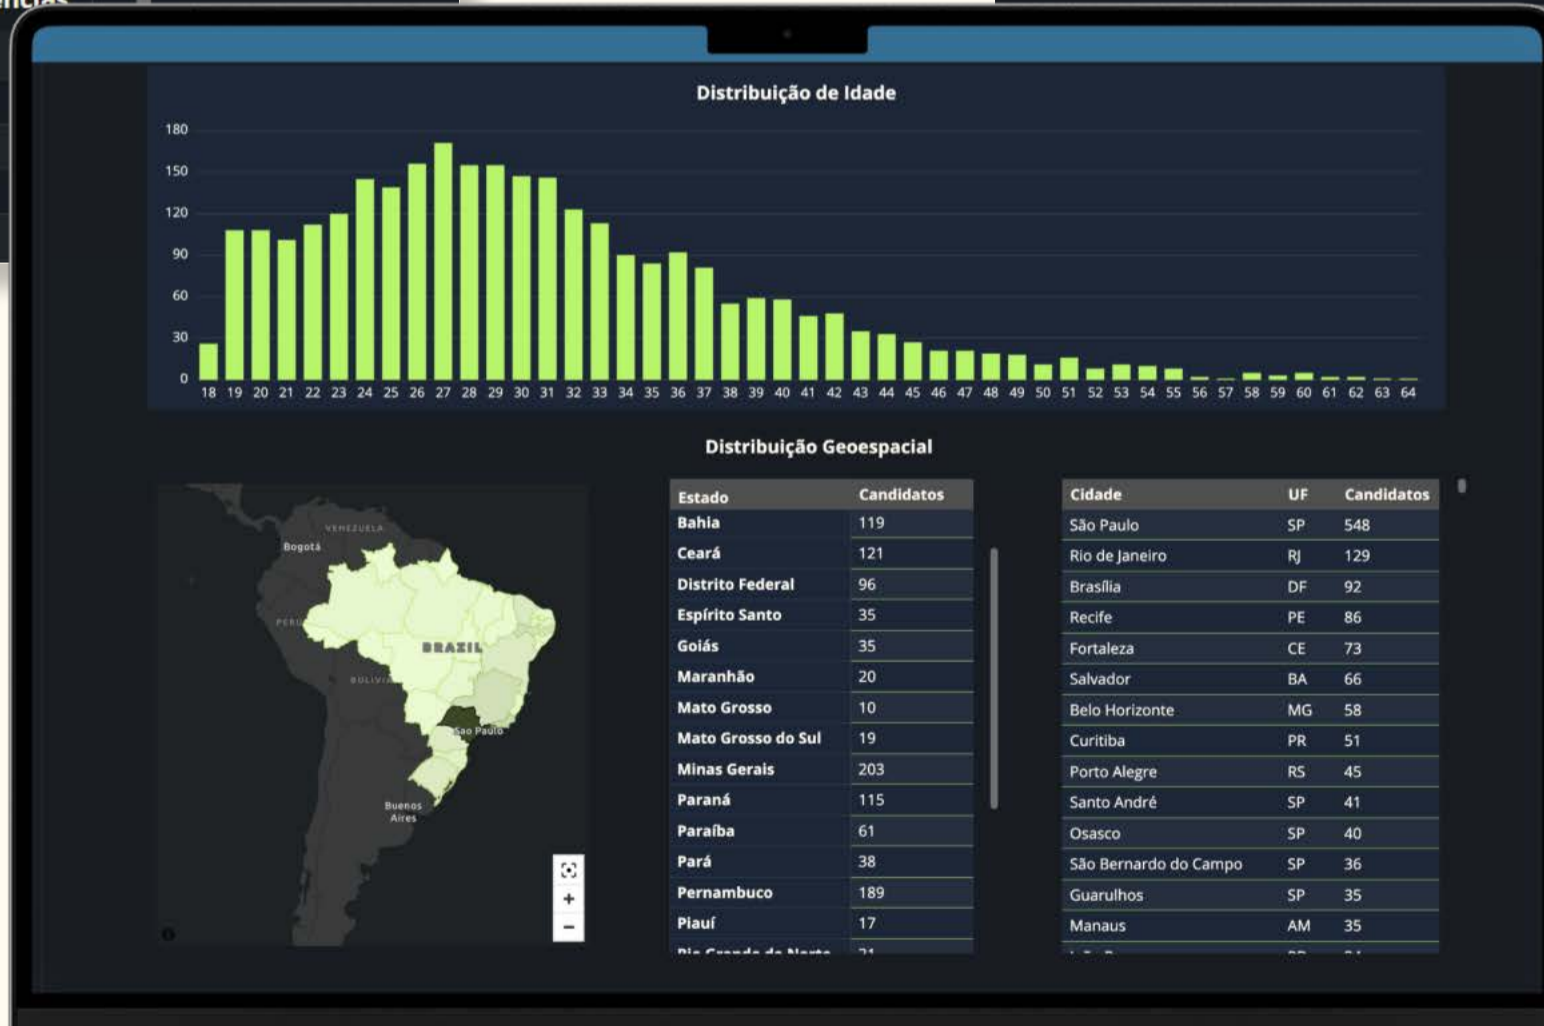 Distribuição de Idade
180
150
120
90
60
30
0
18 19 20 21 22 23 24 25 26 27 28 29 30 31 32 33 34 35 36 37 38 39 40 41 42 43 44 45 46 47 48 49 50 51 52 53 54 55 56 57 58 59 60 61 62 63 64
Distribuição Geoespacial
VENEZUELA
Bogotá
PERU
BRAZIL
BOLIVIA
Sao Paulo
Buenos
Aires
+
−
Estado Candidatos
Bahia 119
Ceará 121
Distrito Federal 96
Espírito Santo 35
Goiás 35
Maranhão 20
Mato Grosso 10
Mato Grosso do Sul 19
Minas Gerais 203
Paraná 115
Paraíba 61
Pará 38
Pernambuco 189
Piauí 17
Cidade UF Candidatos
São Paulo SP 548
Rio de Janeiro RJ 129
Brasília DF 92
Recife PE 86
Fortaleza CE 73
Salvador BA 66
Belo Horizonte MG 58
Curitiba PR 51
Porto Alegre RS 45
Santo André SP 41
Osasco SP 40
São Bernardo do Campo SP 36
Guarulhos SP 35
Manaus AM 35